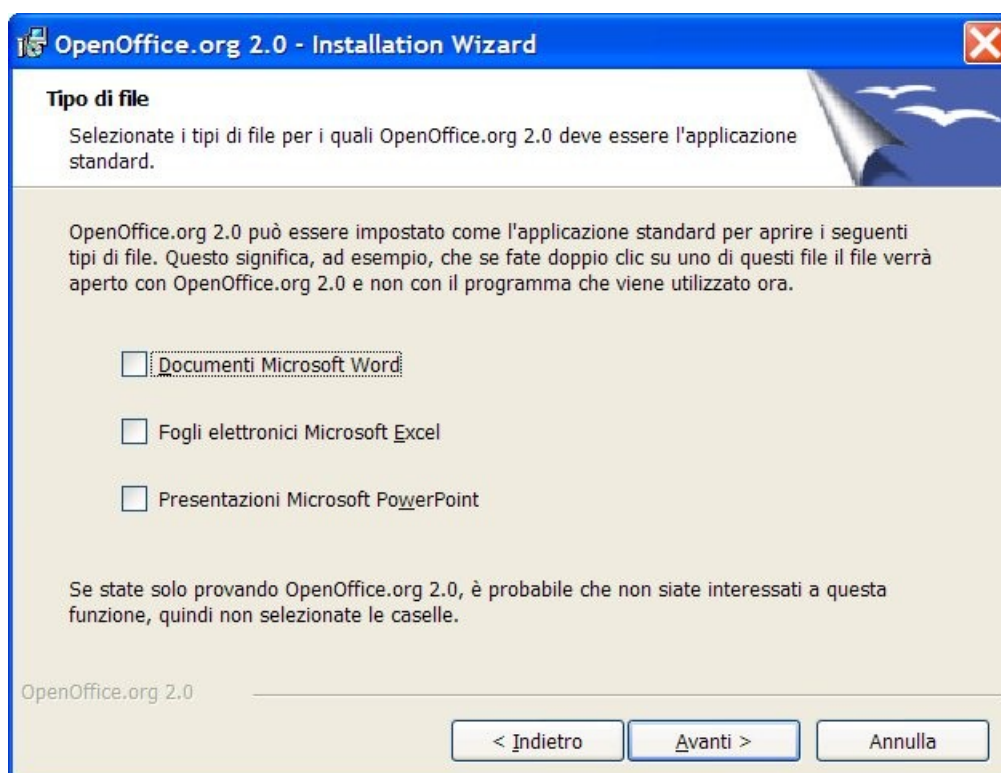 OpenOffice.org 2.0 - Installation Wizard
Tipo di file
Selezionate i tipi di file per i quali OpenOffice.org 2.0 deve essere l'applicazione
standard.
OpenOffice.org 2.0 può essere impostato come l'applicazione standard per aprire i seguenti
tipi di file. Questo significa, ad esempio, che se fate doppio clic su uno di questi file il file verrà
aperto con OpenOffice.org 2.0 e non con il programma che viene utilizzato ora.
Documenti Microsoft Word
Fogli elettronici Microsoft Excel
Presentazioni Microsoft PowerPoint
Se state solo provando OpenOffice.org 2.0, è probabile che non siate interessati a questa
funzione, quindi non selezionate le caselle.
OpenOffice.org 2.0
< Indietro
Avanti >
Annulla